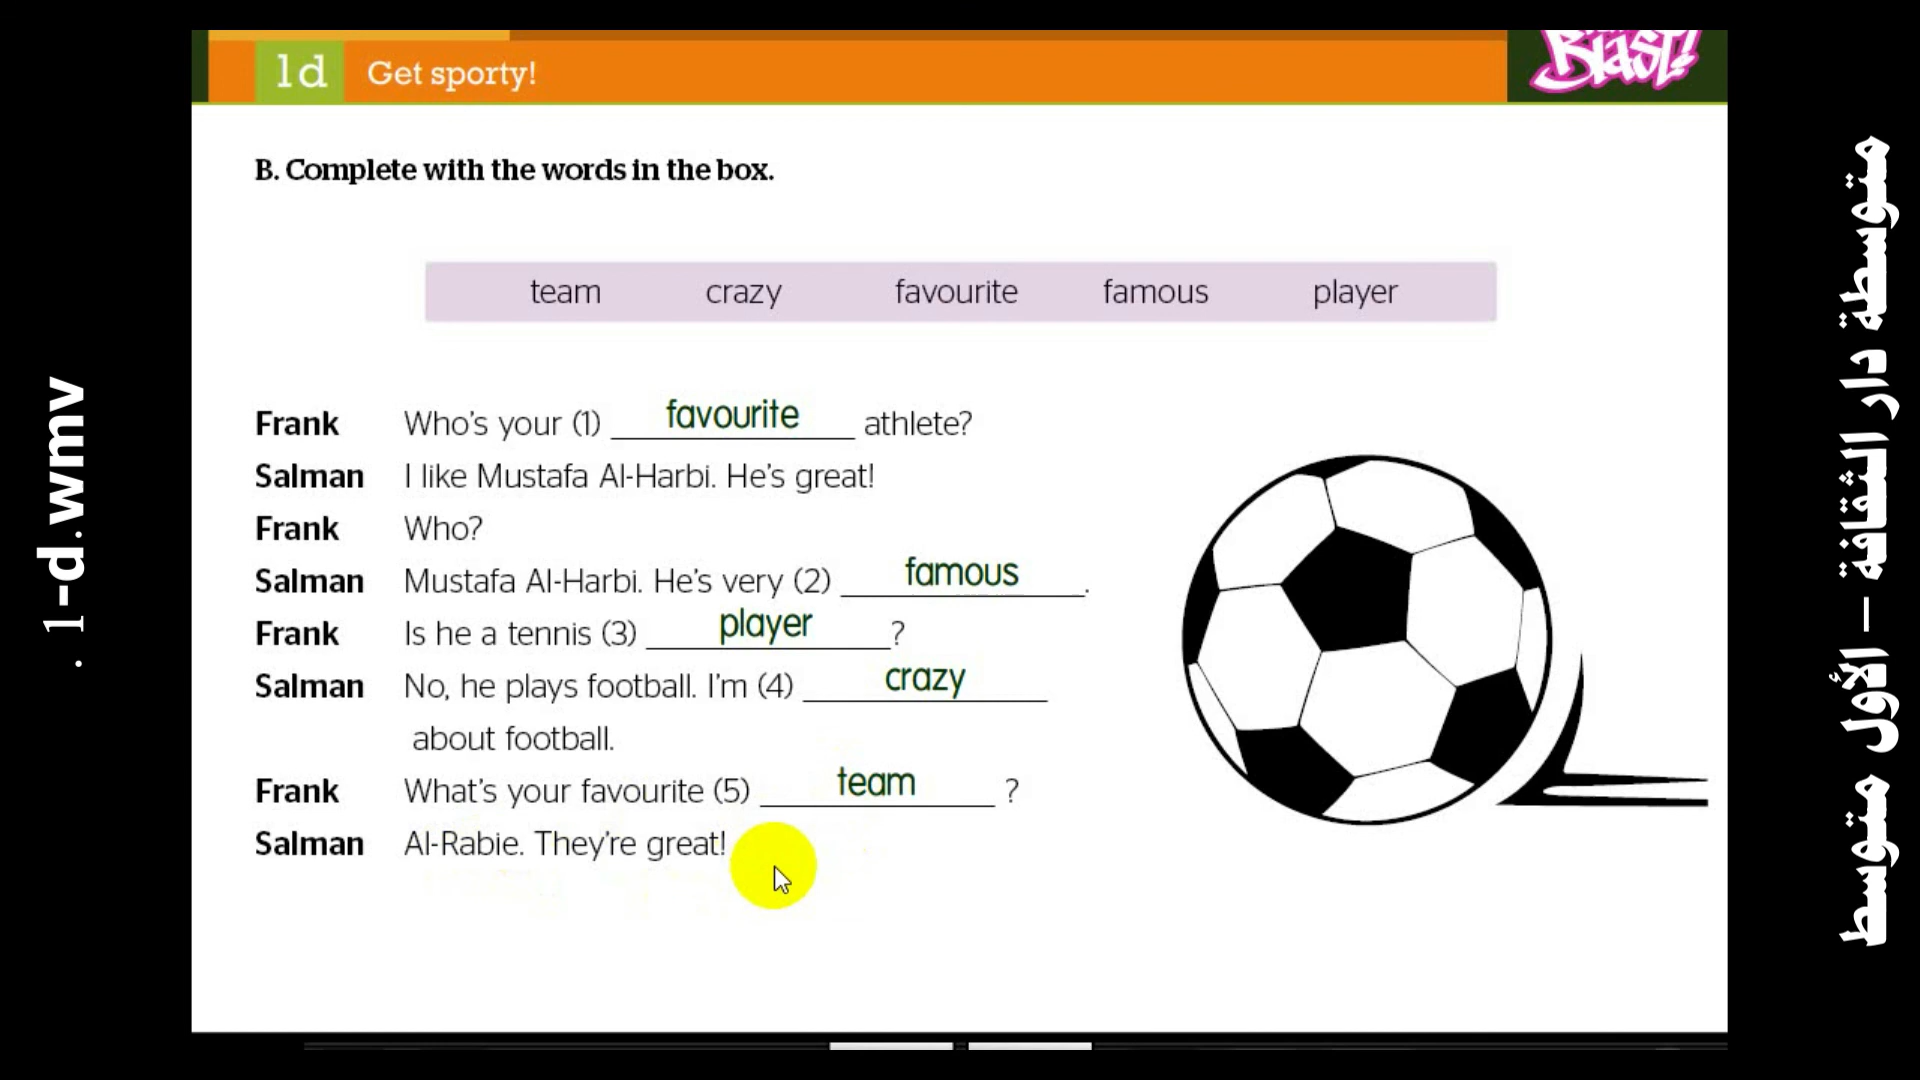 1d Get sporty!
Blast!
B. Complete with the words in the box.
team crazy favourite famous player
Frank Who's your (1) favourite athlete?
Salman I like Mustafa Al-Harbi. He's great!
Frank Who?
Salman Mustafa Al-Harbi. He's very (2) famous.
Frank Is he a tennis (3) player?
Salman No, he plays football. I'm (4) crazy
about football.
Frank What's your favourite (5) team ?
Salman Al-Rabie. They're great!
. 1-d.wmv
متوسطة دار الثقافة – الأول متوسط